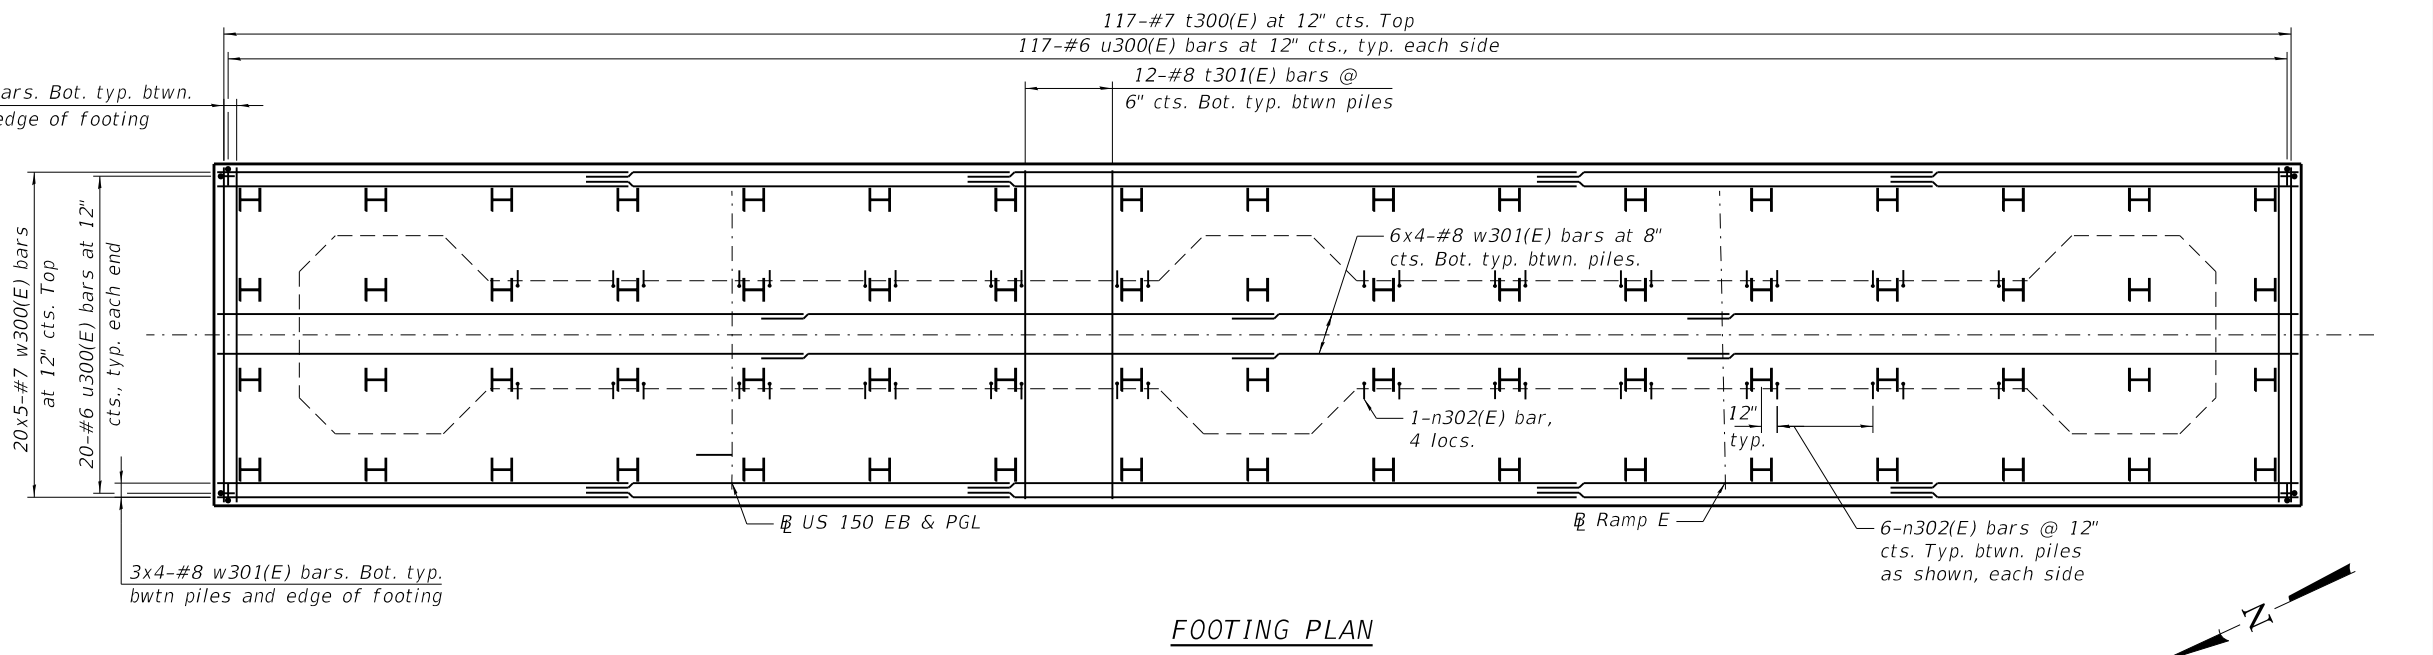 117-#7 t300(E) at 12" cts. Top
117-#6 u300(E) bars at 12" cts., typ. each side
12-#8 t301(E) bars @
6" cts. Bot. typ. btwn piles
ars. Bot. typ. btwn.
edge of footing
20x5-#7 w300(E) bars
at 12" cts. Top
20-#6 u300(E) bars at 12"
cts., typ. each end
6x4-#8 w301(E) bars at 8"
cts. Bot. typ. btwn. piles.
1-n302(E) bar,
4 locs.
12"
typ.
℄ US 150 EB & PGL
℄ Ramp E
6-n302(E) bars @ 12"
cts. Typ. btwn. piles
as shown, each side
3x4-#8 w301(E) bars. Bot. typ.
bwtn piles and edge of footing
FOOTING PLAN
N